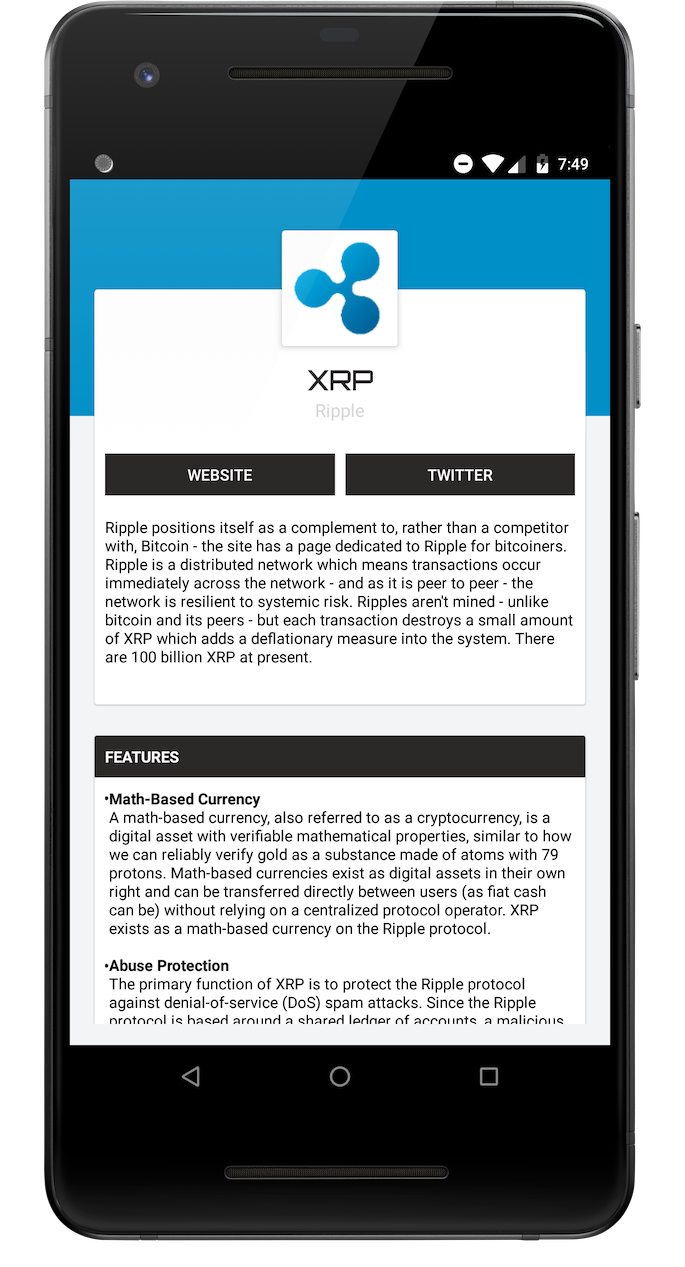 7:49
XRP
Ripple
WEBSITE
TWITTER
Ripple positions itself as a complement to, rather than a competitor
with, Bitcoin - the site has a page dedicated to Ripple for bitcoiners.
Ripple is a distributed network which means transactions occur
immediately across the network - and as it is peer to peer - the
network is resilient to systemic risk. Ripples aren't mined - unlike
bitcoin and its peers - but each transaction destroys a small amount
of XRP which adds a deflationary measure into the system. There
are 100 billion XRP at present.
FEATURES
•Math-Based Currency
A math-based currency, also referred to as a cryptocurrency, is a
digital asset with verifiable mathematical properties, similar to how
we can reliably verify gold as a substance made of atoms with 79
protons. Math-based currencies exist as digital assets in their own
right and can be transferred directly between users (as fiat cash
can be) without relying on a centralized protocol operator. XRP
exists as a math-based currency on the Ripple protocol.
•Abuse Protection
The primary function of XRP is to protect the Ripple protocol
against denial-of-service (DoS) spam attacks. Since the Ripple
protocol is based around a shared ledger of accounts, a malicious